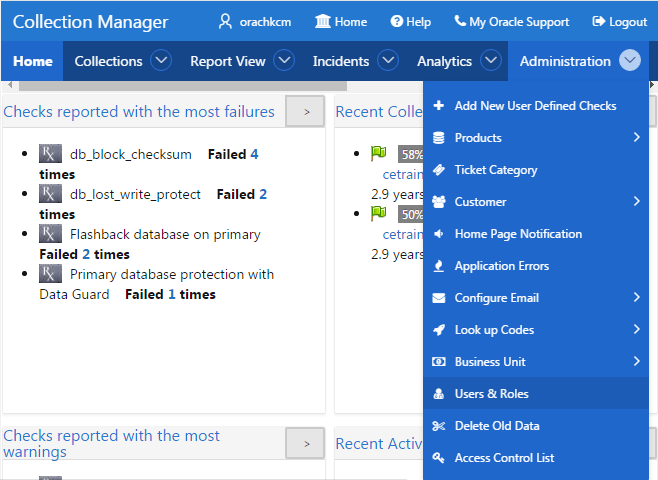 Collection Manager
orachkcm
Home
Help
My Oracle Support
Logout
Home
Collections
Report View
Incidents
Analytics
Administration
Checks reported with the most failures
>
db_block_checksum Failed 4
times
db_lost_write_protect Failed 2
times
Flashback database on primary
Failed 2 times
Primary database protection with
Data Guard Failed 1 times
Recent Colle
58%
cetrain
2.9 years
50%
cetrain
2.9 years
Add New User Defined Checks
Products
Ticket Category
Customer
Home Page Notification
Application Errors
Configure Email
Look up Codes
Business Unit
Users & Roles
Delete Old Data
Access Control List
Checks reported with the most
warnings
>
Recent Activ